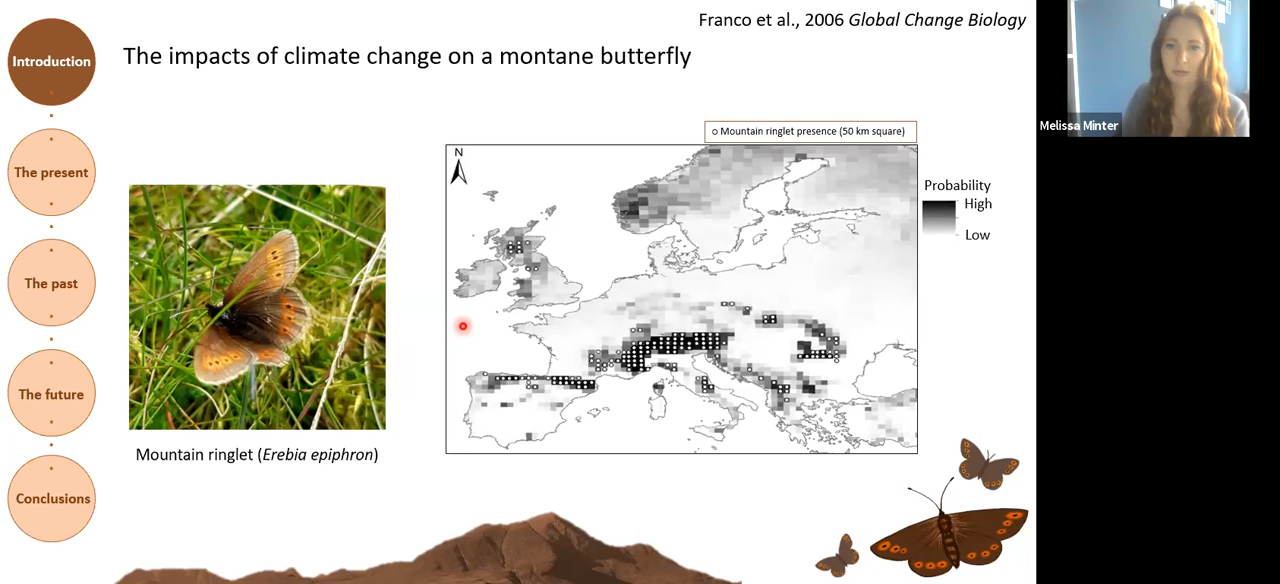 Franco et al., 2006 Global Change Biology
The impacts of climate change on a montane butterfly
Introduction
The present
The past
The future
Conclusions
Mountain ringlet presence (50 km square)
N
Probability
High
Low
Mountain ringlet (Erebia epiphron)
Melissa Minter